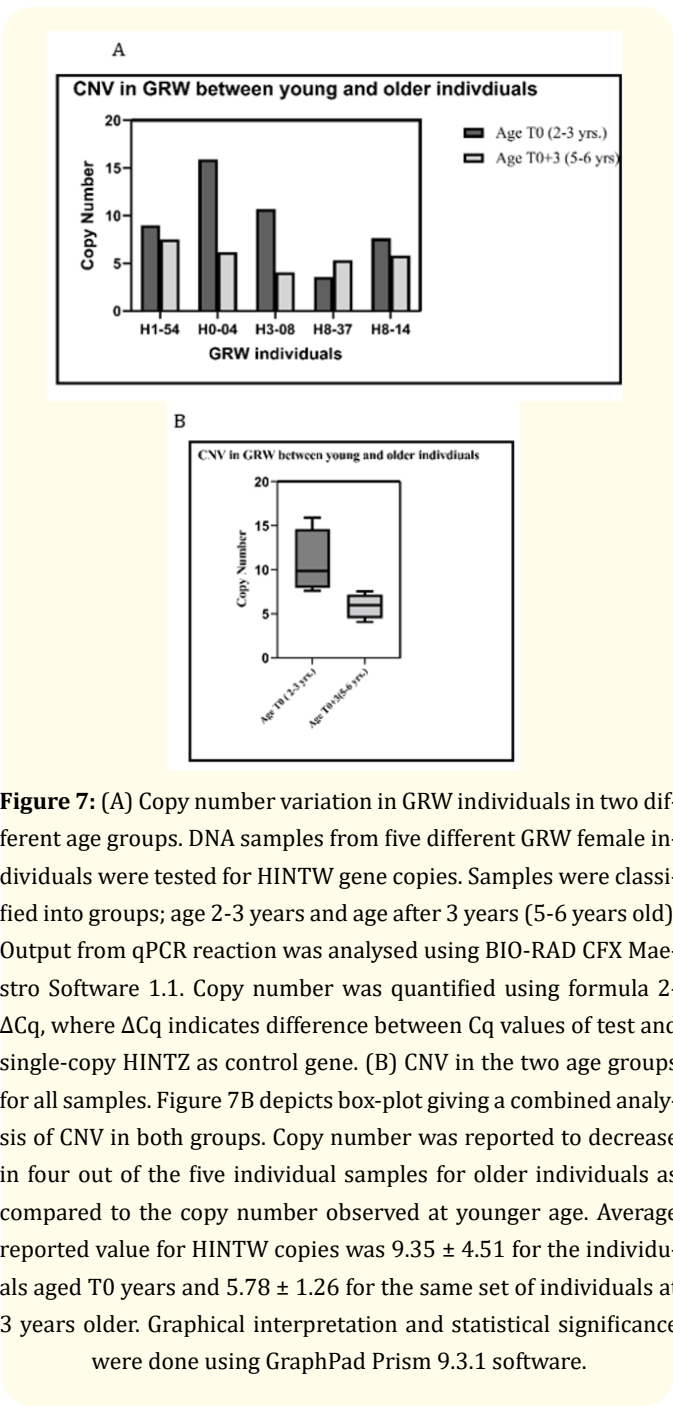 A
CNV in GRW between young and older indivdiuals
20
15
10
5
0
Copy Number
H1-54 H0-04 H3-08 H8-37 H8-14
GRW individuals
Age T0 (2-3 yrs.)
Age T0+3 (5-6 yrs)
B
CNV in GRW between young and older indivdiuals
20
15
10
5
0
Copy Number
Age T0 ( 2-3 yrs.)
Age T0+3(5-6 yrs.)
Figure 7: (A) Copy number variation in GRW individuals in two dif-
ferent age groups. DNA samples from five different GRW female in-
dividuals were tested for HINTW gene copies. Samples were classi-
fied into groups; age 2-3 years and age after 3 years (5-6 years old)
Output from qPCR reaction was analysed using BIO-RAD CFX Mae-
stro Software 1.1. Copy number was quantified using formula 2-
ΔCq, where ΔCq indicates difference between Cq values of test and
single-copy HINTZ as control gene. (B) CNV in the two age groups
for all samples. Figure 7B depicts box-plot giving a combined analy-
sis of CNV in both groups. Copy number was reported to decrease
in four out of the five individual samples for older individuals as
compared to the copy number observed at younger age. Average
reported value for HINTW copies was 9.35 ± 4.51 for the individu-
als aged T0 years and 5.78 ± 1.26 for the same set of individuals at
3 years older. Graphical interpretation and statistical significance
were done using GraphPad Prism 9.3.1 software.